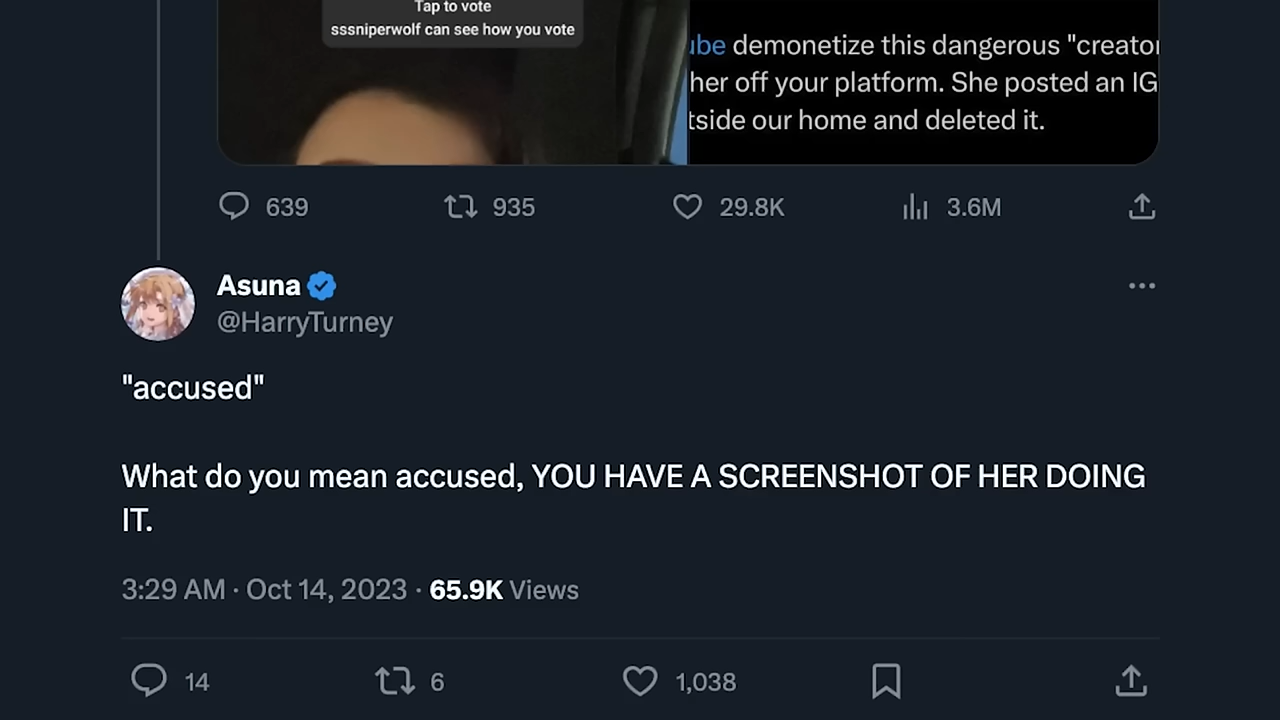 Tap to vote
sssniperwolf can see how you vote
ube demonetize this dangerous "creator
her off your platform. She posted an IG
tside our home and deleted it.
639 935 29.8K 3.6M
Asuna
@HarryTurney
"accused"
What do you mean accused, YOU HAVE A SCREENSHOT OF HER DOING
IT.
3:29 AM · Oct 14, 2023 · 65.9K Views
14 6 1,038